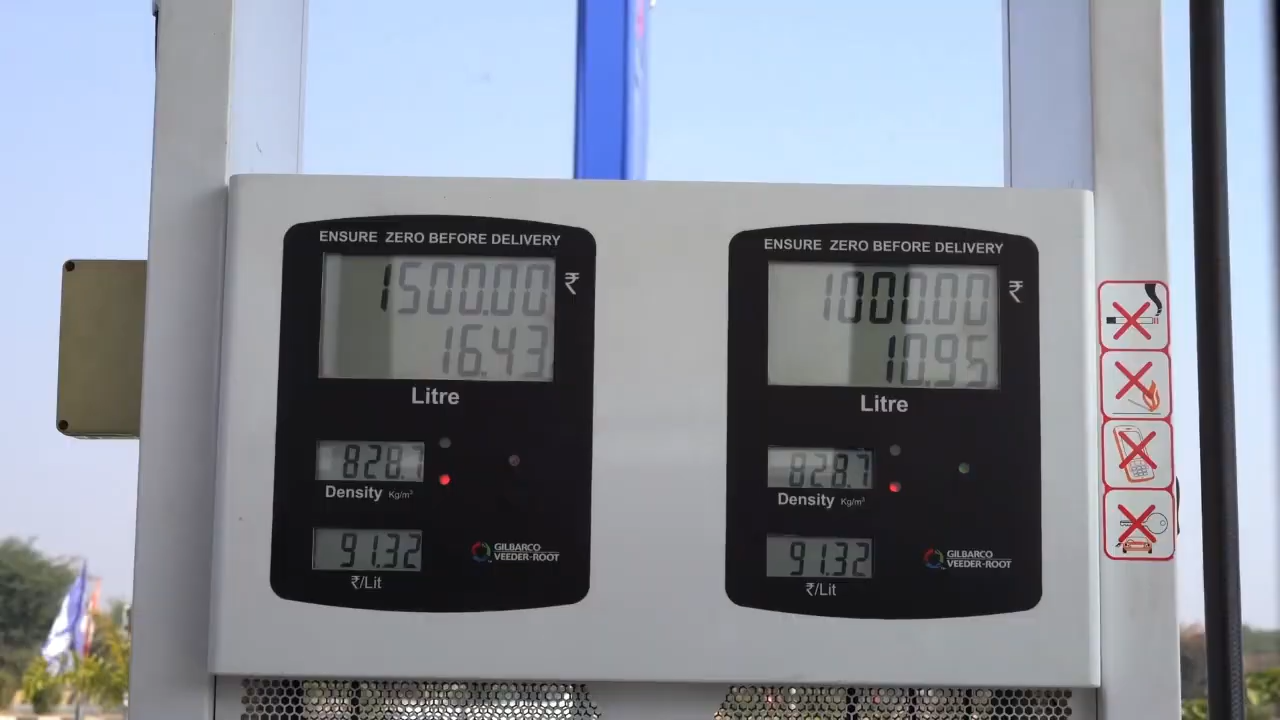 ENSURE ZERO BEFORE DELIVERY
1500.00 ₹
16.43
Litre
828.7
Density Kg/m³
91.32
₹/Lit
GILBARCO
VEEDER-ROOT
ENSURE ZERO BEFORE DELIVERY
1000.00 ₹
10.95
Litre
828.7
Density Kg/m³
91.32
₹/Lit
GILBARCO
VEEDER-ROOT